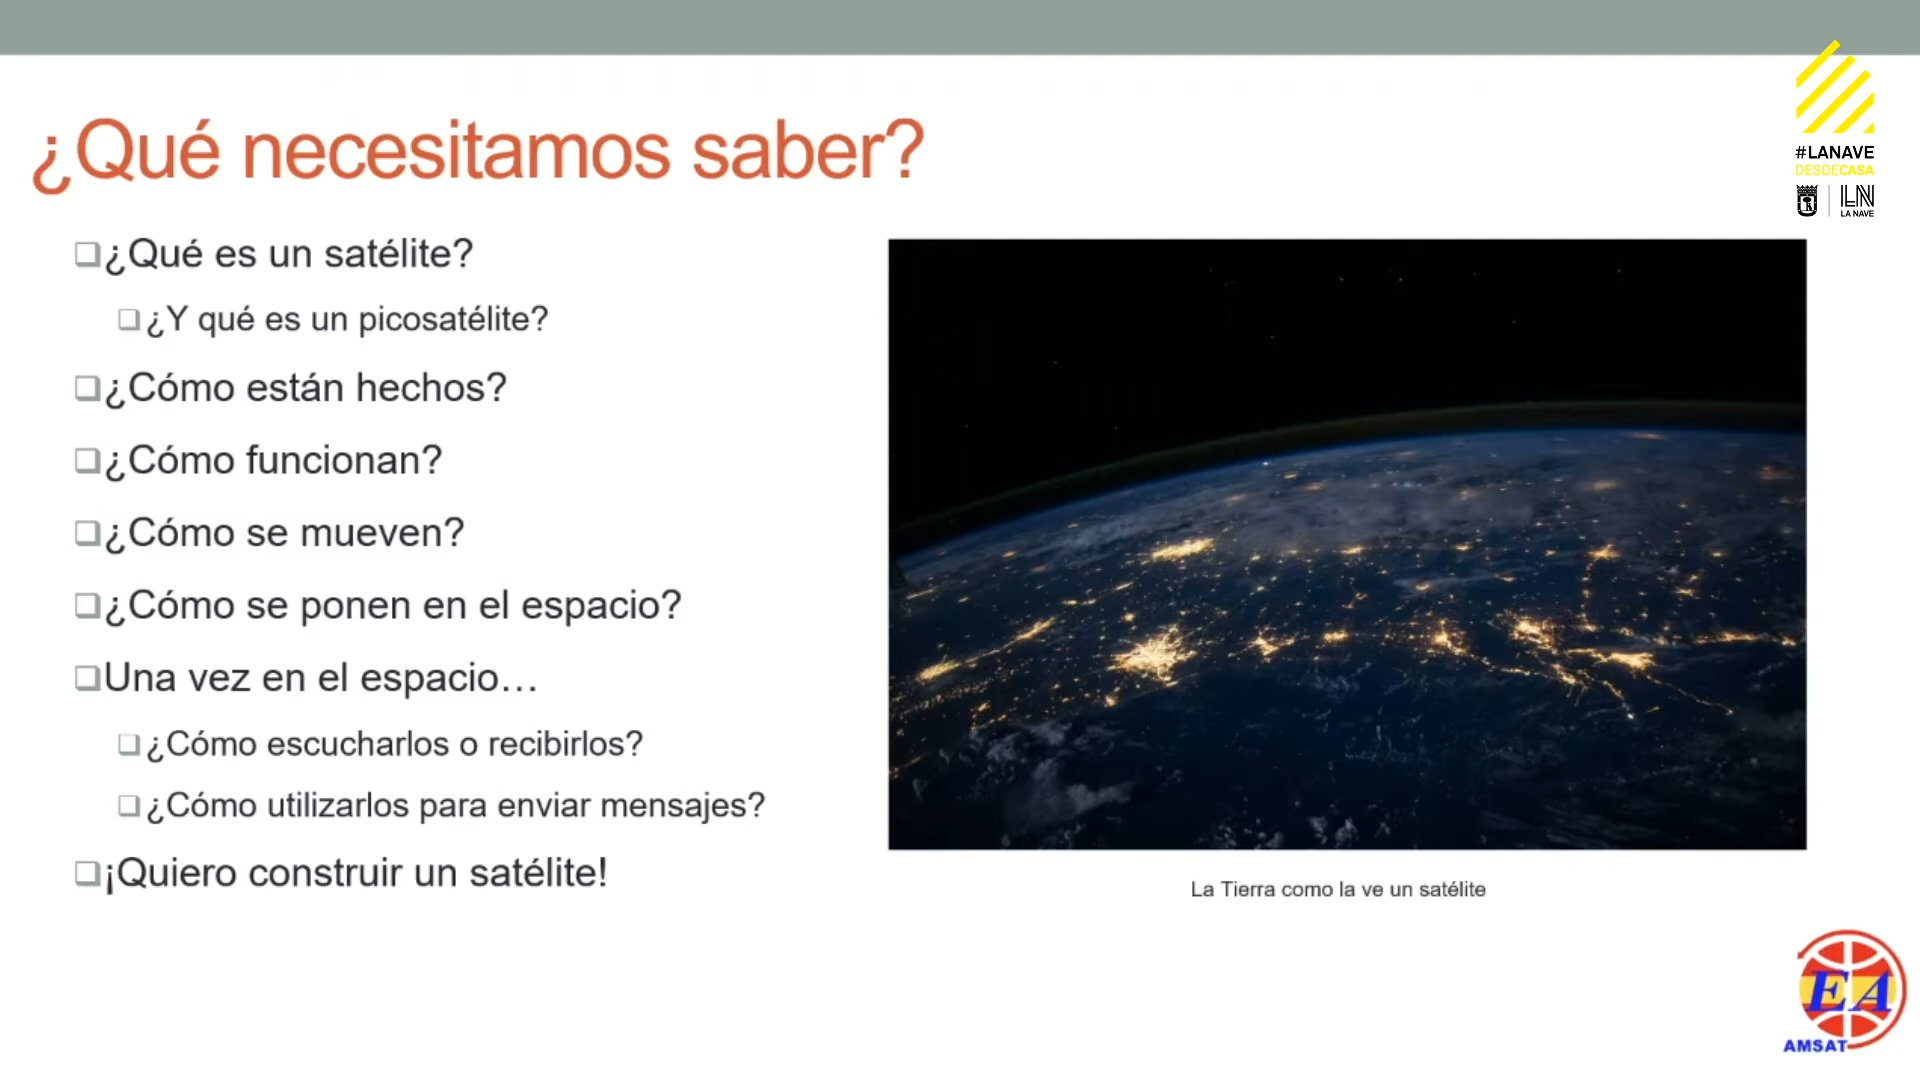 ¿Qué necesitamos saber?
#LANAVE
DESDECASA
LN
LA NAVE
¿Qué es un satélite?
¿Y qué es un picosatélite?
¿Cómo están hechos?
¿Cómo funcionan?
¿Cómo se mueven?
¿Cómo se ponen en el espacio?
Una vez en el espacio…
¿Cómo escucharlos o recibirlos?
¿Cómo utilizarlos para enviar mensajes?
¡Quiero construir un satélite!
La Tierra como la ve un satélite
EA
AMSAT